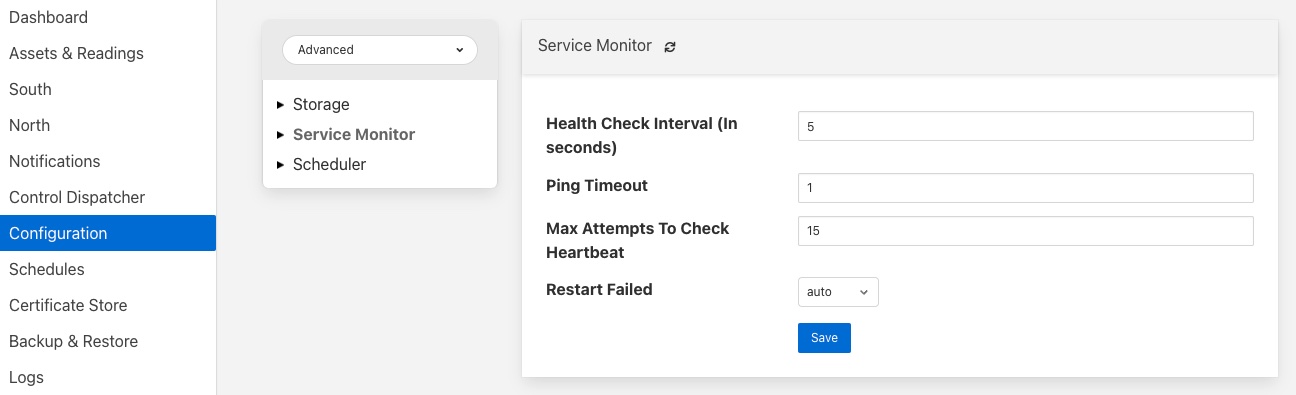 Dashboard
Assets & Readings
South
North
Notifications
Control Dispatcher
Configuration
Schedules
Certificate Store
Backup & Restore
Logs
Advanced
Storage
Service Monitor
Scheduler
Service Monitor
Health Check Interval (In
seconds)
5
Ping Timeout
1
Max Attempts To Check
Heartbeat
15
Restart Failed
auto
Save